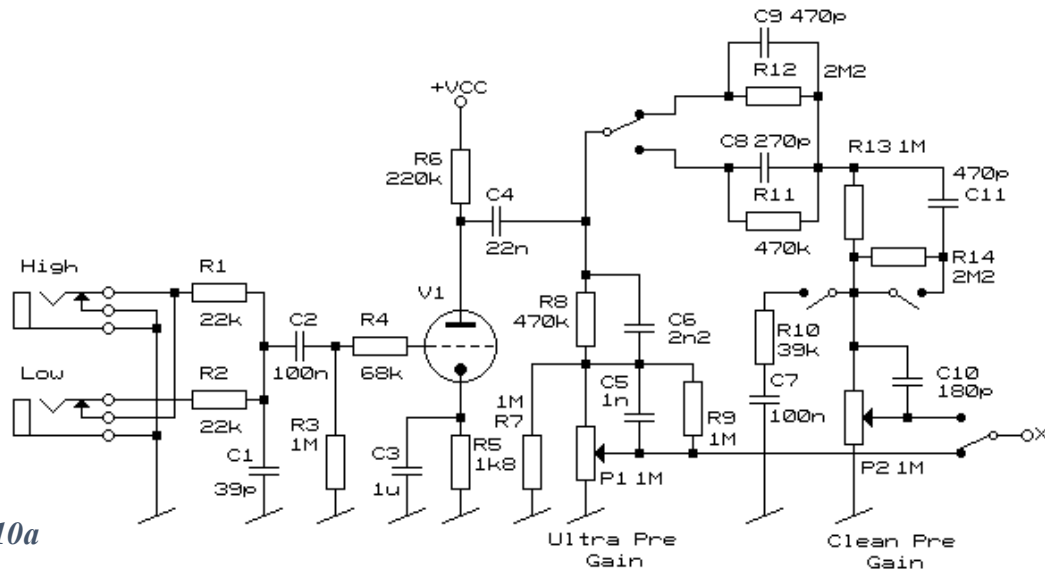 C9 470p
R12
2M2
+VCC
C8 270p
R13 1M
R6
220k
C4
22n
R11
470k
470p
C11
R14
2M2
High
R1
22k
V1
R8
470k
C6
2n2
R10
39k
C2
100n
R4
68k
Low
R2
22k
C5
1n
C7
100n
C10
180p
R3
1M
C3
1u
R5
1k8
1M
R7
R9
1M
C1
39p
P1 1M
P2 1M
X
10a
Ultra Pre
Gain
Clean Pre
Gain